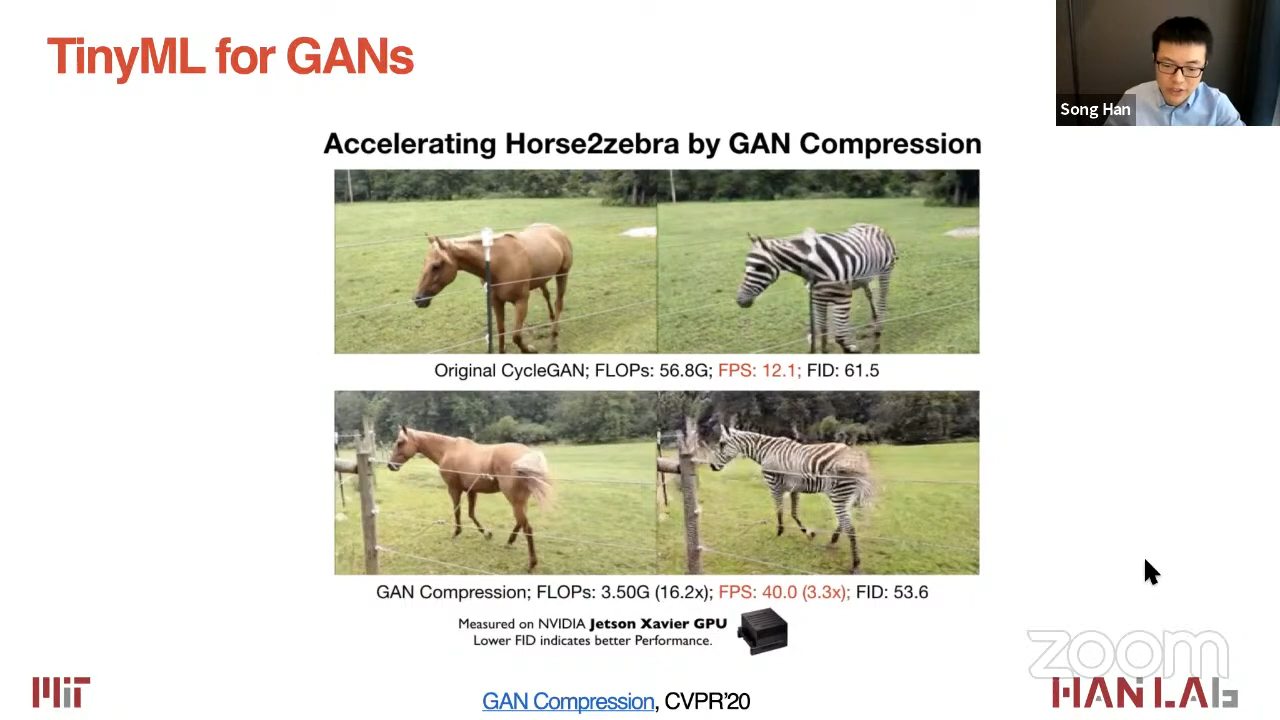 TinyML for GANs
Song Han
Accelerating Horse2zebra by GAN Compression
Original CycleGAN; FLOPs: 56.8G; FPS: 12.1; FID: 61.5
GAN Compression; FLOPs: 3.50G (16.2x); FPS: 40.0 (3.3x); FID: 53.6
Measured on NVIDIA Jetson Xavier GPU
Lower FID indicates better Performance.
zoom
MIT
GAN Compression, CVPR'20
HAN LAB